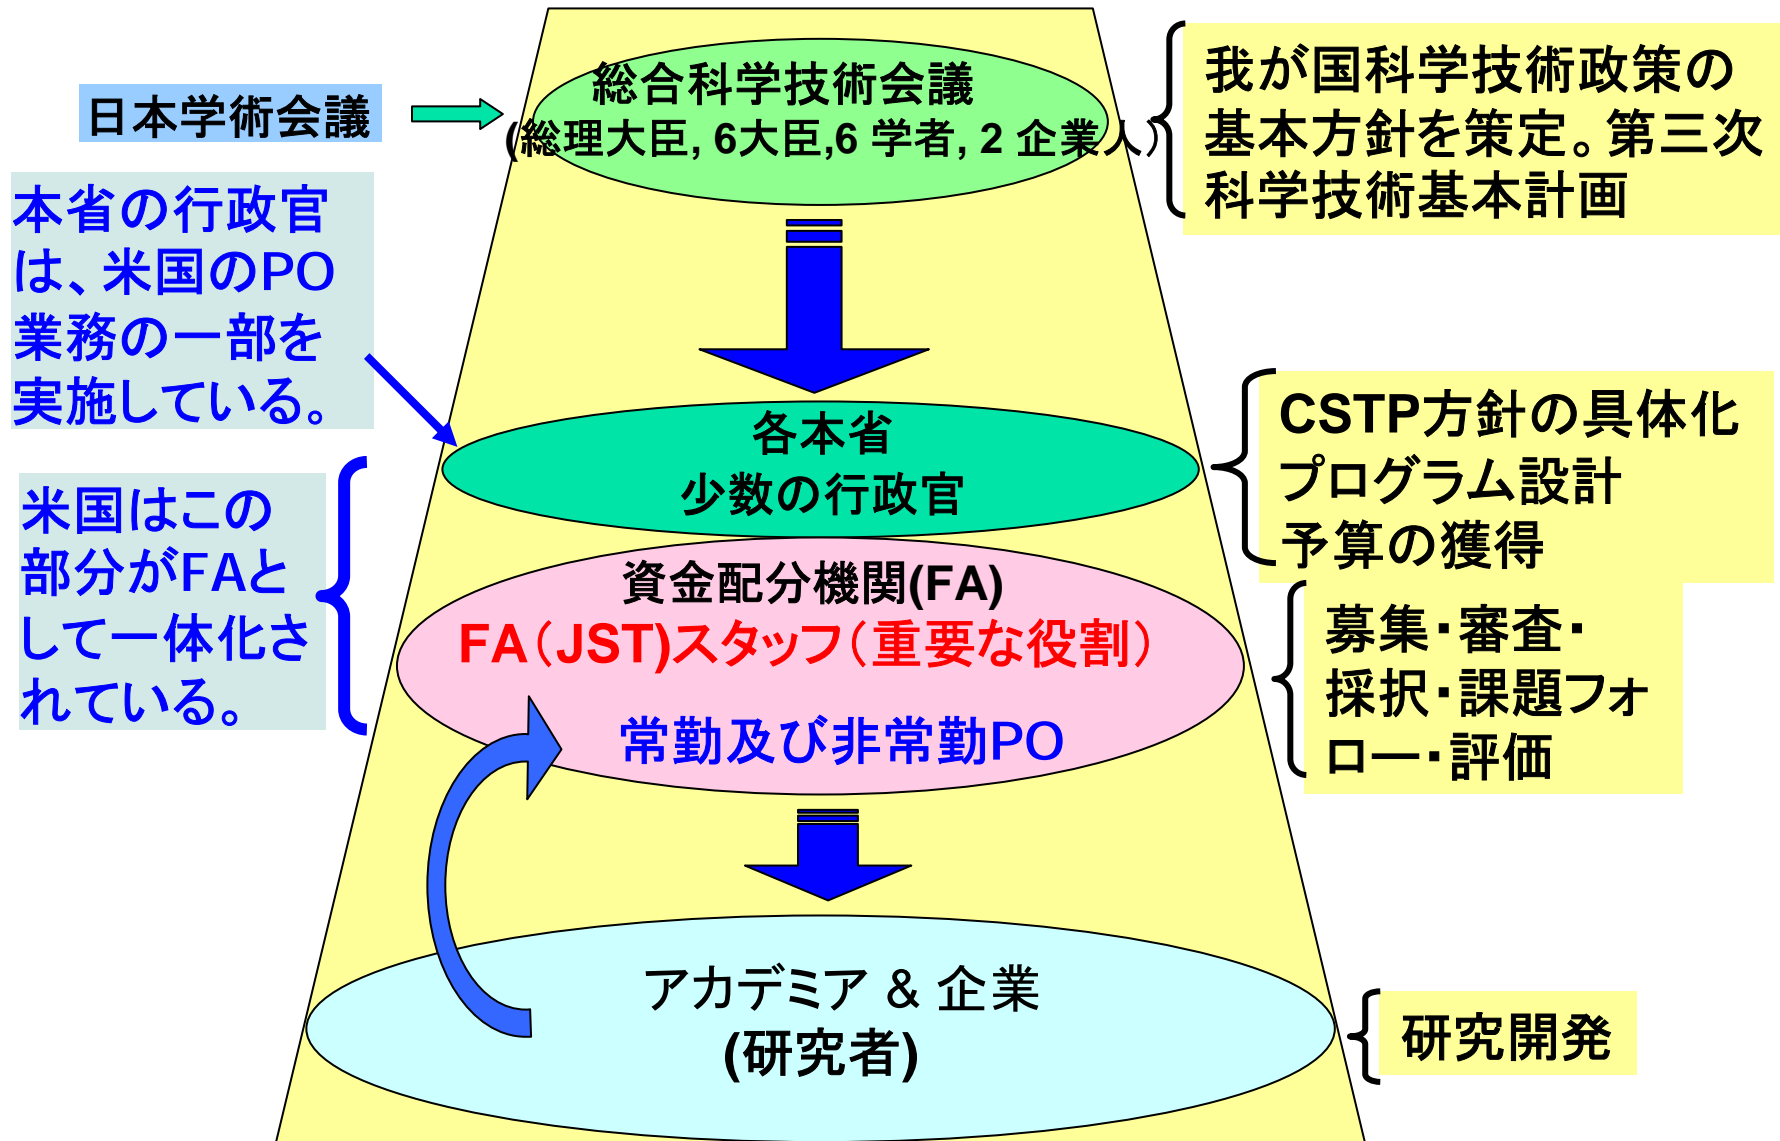 総合科学技術会議
(総理大臣, 6大臣,6 学者, 2 企業人)
日本学術会議
我が国科学技術政策の
基本方針を策定。第三次
科学技術基本計画
本省の行政官
は、米国のPO
業務の一部を
実施している。
各本省
少数の行政官
CSTP方針の具体化
プログラム設計
予算の獲得
米国はこの
部分がFAと
して一体化さ
れている。
資金配分機関(FA)
FA(JST)スタッフ(重要な役割)
常勤及び非常勤PO
募集・審査・
採択・課題フォ
ロー・評価
アカデミア & 企業
(研究者)
研究開発